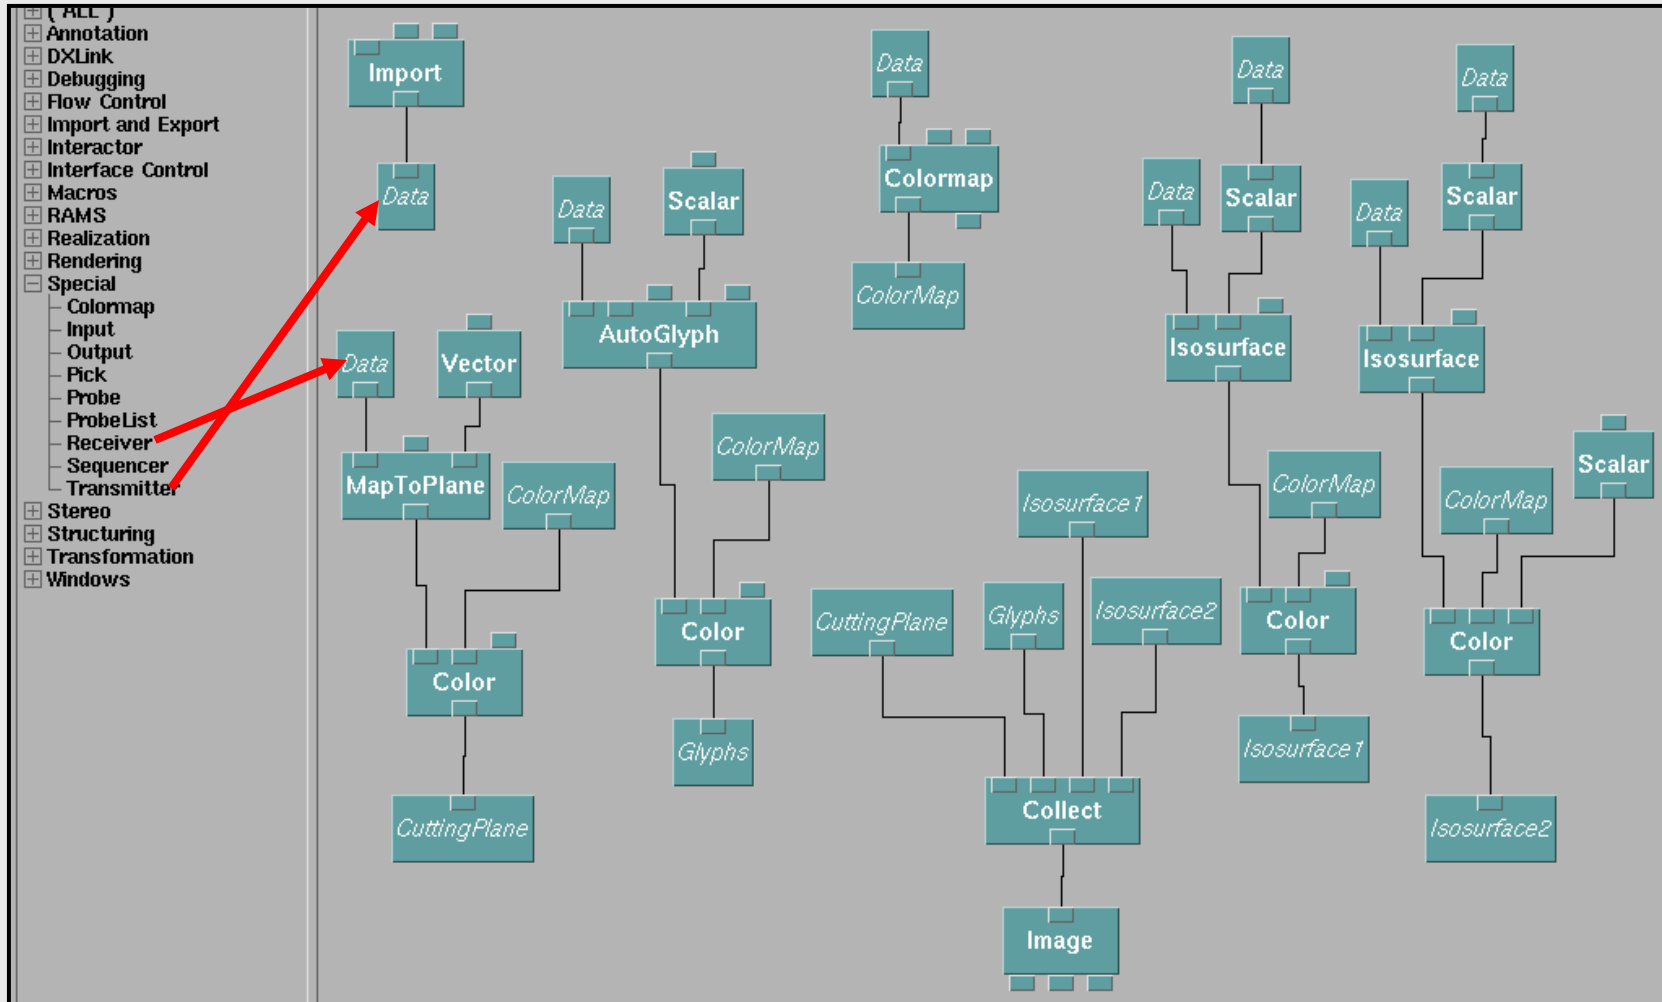 ( ALL )
Annotation
DXLink
Debugging
Flow Control
Import and Export
Interactor
Interface Control
Macros
RAMS
Realization
Rendering
Special
Colormap
Input
Output
Pick
Probe
ProbeList
Receiver
Sequencer
Transmitter
Stereo
Structuring
Transformation
Windows
Import
Data
Data
Vector
MapToPlane
ColorMap
Color
CuttingPlane
Data
Scalar
AutoGlyph
ColorMap
Color
Glyphs
Data
Colormap
ColorMap
Isosurface1
CuttingPlane
Glyphs
Isosurface2
Collect
Image
Data
Data
Scalar
Isosurface
ColorMap
Color
Isosurface1
Data
Data
Scalar
Isosurface
Scalar
ColorMap
Color
Isosurface2